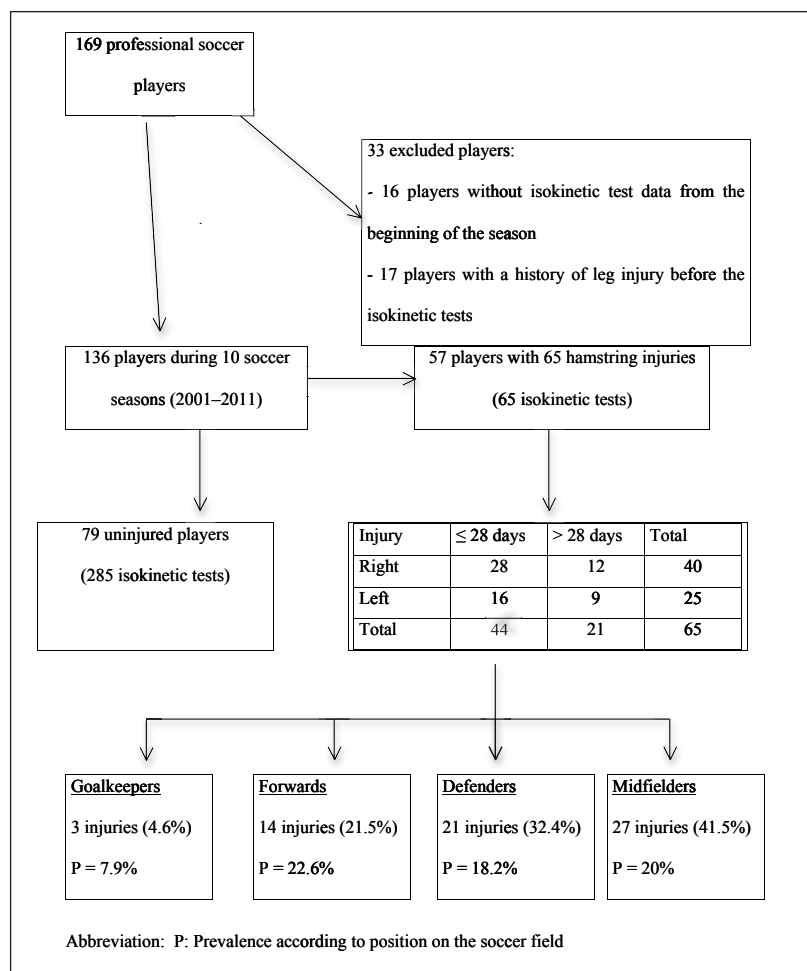 169 professional soccer
players
33 excluded players:
- 16 players without isokinetic test data from the
beginning of the season
- 17 players with a history of leg injury before the
isokinetic tests
136 players during 10 soccer
seasons (2001–2011)
57 players with 65 hamstring injuries
(65 isokinetic tests)
79 uninjured players
(285 isokinetic tests)
Injury ≤ 28 days > 28 days Total
Right 28 12 40
Left 16 9 25
Total 44 21 65
Goalkeepers
3 injuries (4.6%)
P = 7.9%
Forwards
14 injuries (21.5%)
P = 22.6%
Defenders
21 injuries (32.4%)
P = 18.2%
Midfielders
27 injuries (41.5%)
P = 20%
Abbreviation: P: Prevalence according to position on the soccer field